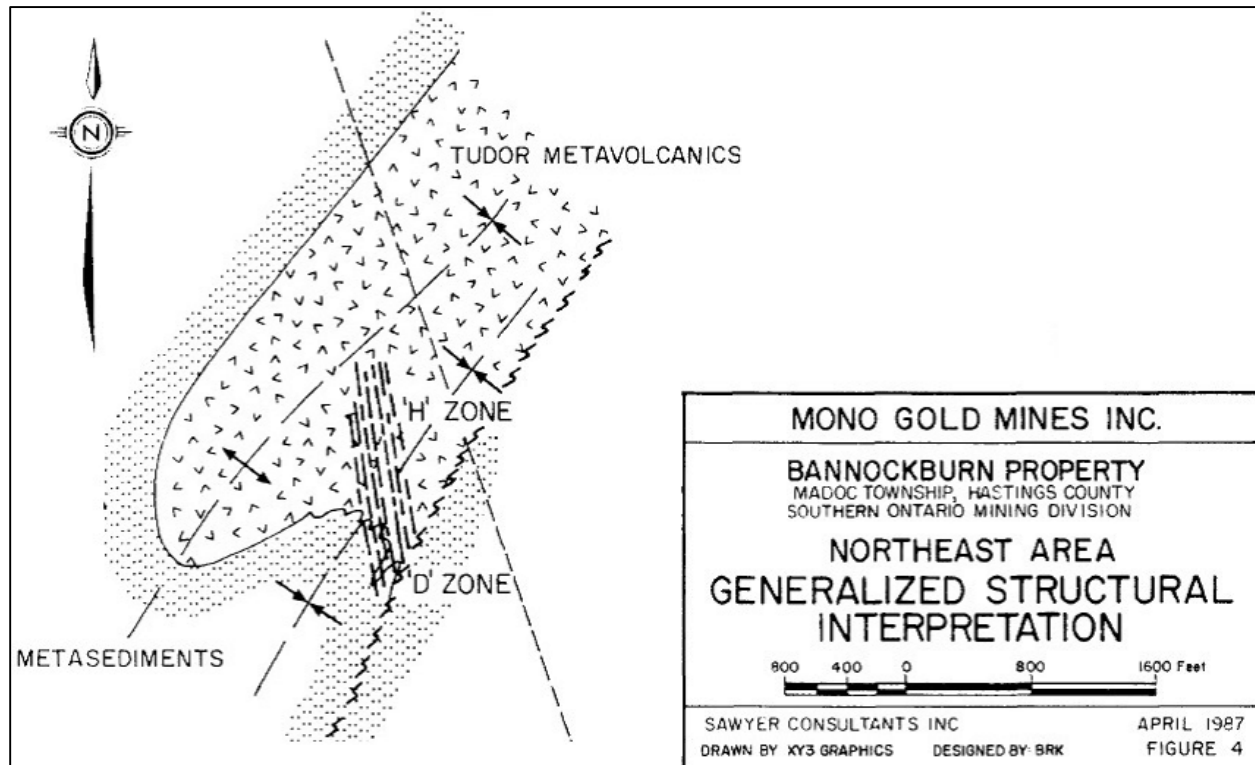 N
TUDOR METAVOLCANICS
'H' ZONE
'D' ZONE
METASEDIMENTS
MONO GOLD MINES INC.
BANNOCKBURN PROPERTY
MADOC TOWNSHIP, HASTINGS COUNTY
SOUTHERN ONTARIO MINING DIVISION
NORTHEAST AREA
GENERALIZED STRUCTURAL
INTERPRETATION
800 400 0 800 1600 Feet
SAWYER CONSULTANTS INC APRIL 1987
DRAWN BY XY3 GRAPHICS DESIGNED BY: BRK FIGURE 4